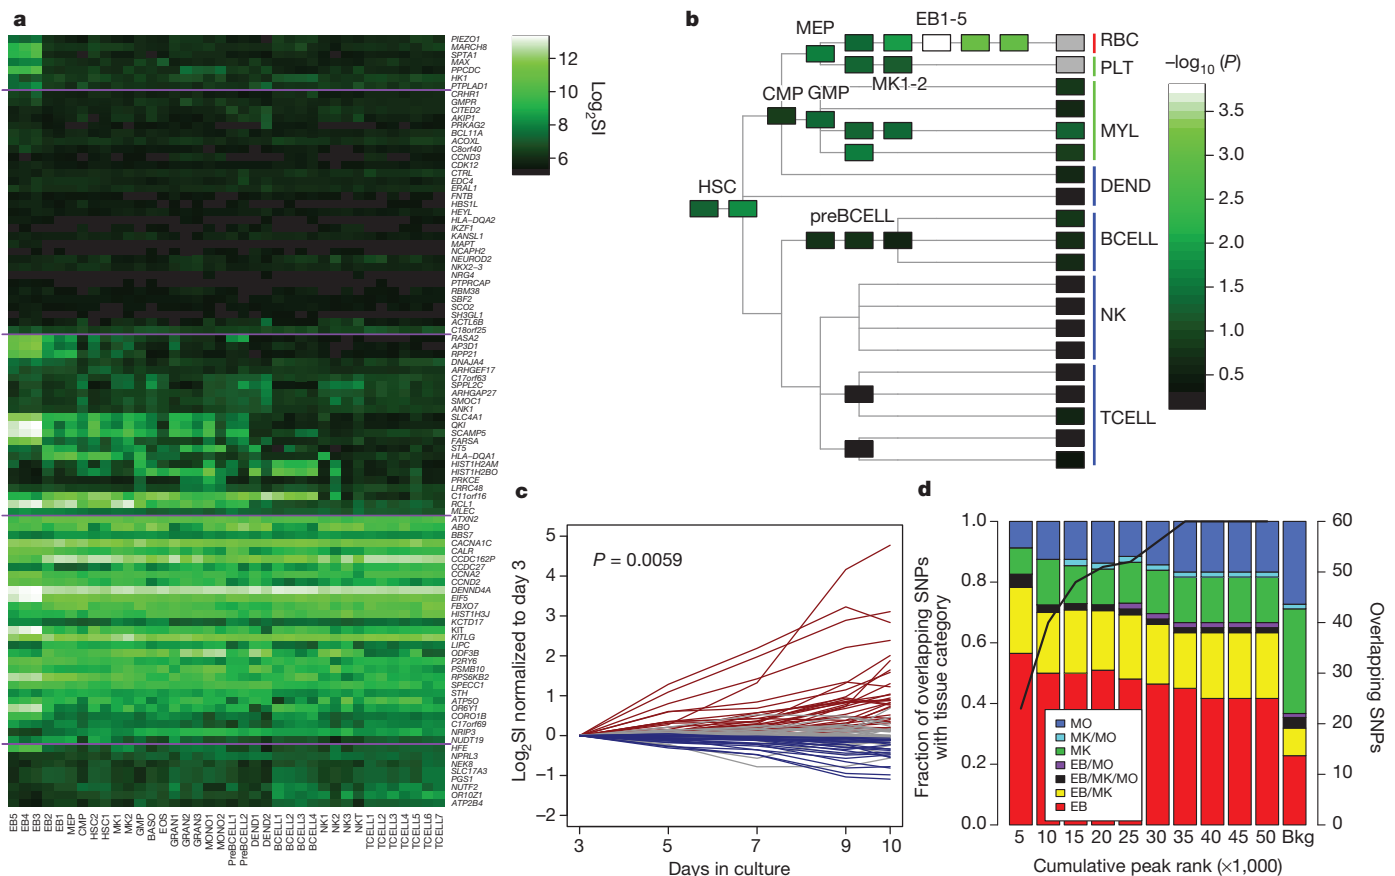 a
PIEZO1
MARCH8
SPTA1
MAX
PPCDC
HK1
PTPLAD1
CRHR1
GMPR
CITED2
AKIP1
PRKAG2
BCL11A
ACOXL
C8orf40
CCND3
CDK12
CTRL
EDC4
ERAL1
FNTB
HBS1L
HEYL
HLA-DQA2
IKZF1
KANSL1
MAPT
NCAPH2
NEUROD2
NKX2-3
NRG4
PTPRCAP
RBM38
SBF2
SCO2
SH3GL1
ACTL6B
C18orf25
RASA2
AP3D1
RPP21
DNAJA4
ARHGEF17
C17orf63
SPPL2C
ARHGAP27
SMOC1
ANK1
SLC4A1
QKI
SCAMP5
FARSA
ST5
HLA-DQA1
HIST1H2AM
HIST1H2BO
PRKCE
LRRC48
C11orf16
RCL1
MLEC
ATXN2
ABO
BBS7
CACNA1C
CALR
CCDC162P
CCDC27
CCNA2
CCND2
DENND4A
EIF5
FBXO7
HIST1H3J
KCTD17
KIT
KITLG
LIPC
ODF3B
P2RY6
PSMB10
RPS6KB2
SPECC1
STH
ATP5O
OR6Y1
CORO1B
C17orf69
NRIP3
NUDT19
HFE
NPRL3
NEK8
SLC17A3
PGS1
NUTF2
OR10Z1
ATP2B4
EB5
EB4
EB3
EB2
EB1
MEP
CMP
HSC2
HSC1
MK1
MK2
GMP
BASO
EOS
GRAN1
GRAN2
GRAN3
MONO1
MONO2
PreBCELL1
PreBCELL2
DEND1
DEND2
BCELL1
BCELL2
BCELL3
BCELL4
NK1
NK2
NK3
NKT
TCELL1
TCELL2
TCELL3
TCELL4
TCELL5
TCELL6
TCELL7
12
10
8
6
Log2SI
b
EB1-5
MEP
RBC
PLT
MK1-2
CMP
GMP
MYL
HSC
DEND
preBCELL
BCELL
NK
TCELL
–log10 (P)
3.5
3.0
2.5
2.0
1.5
1.0
0.5
c
P = 0.0059
Log2SI normalized to day 3
5
4
3
2
1
0
−1
−2
3
5
7
9
10
Days in culture
d
Fraction of overlapping SNPs
with tissue category
1.0
0.8
0.6
0.4
0.2
0.0
MO
MK/MO
MK
EB/MO
EB/MK/MO
EB/MK
EB
60
50
40
30
20
10
0
Overlapping SNPs
5
10
15
20
25
30
35
40
45
50
Bkg
Cumulative peak rank (×1,000)